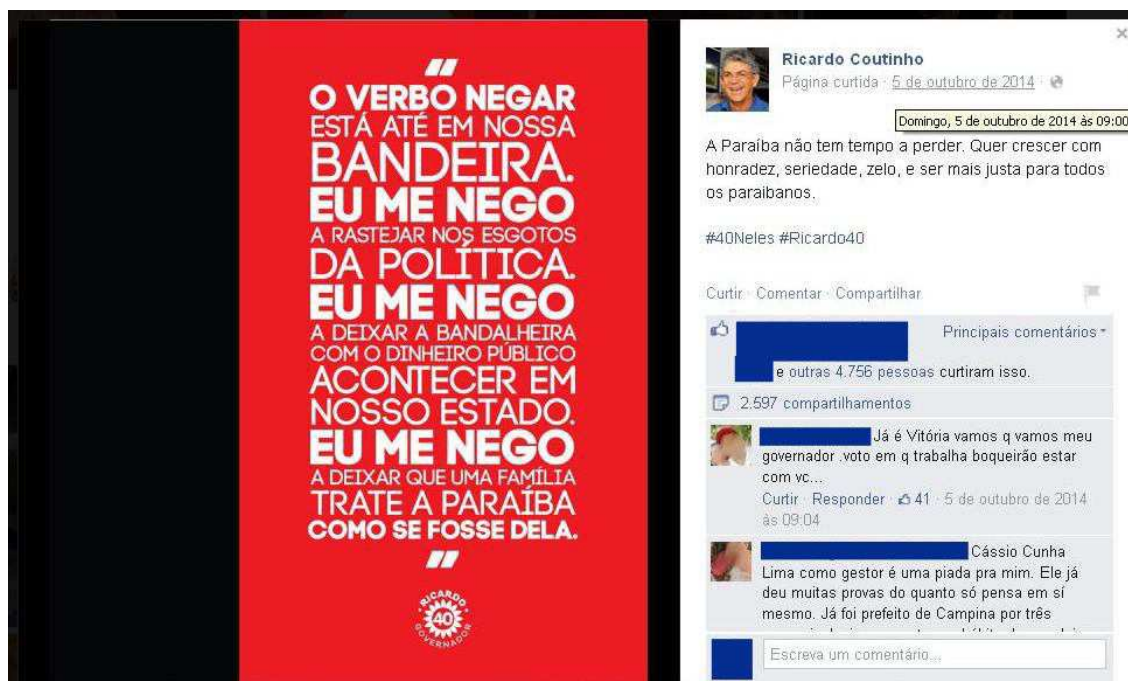 "
O VERBO NEGAR
ESTÁ ATÉ EM NOSSA
BANDEIRA.
EU ME NEGO
A RASTEJAR NOS ESGOTOS
DA POLÍTICA.
EU ME NEGO
A DEIXAR A BANDALHEIRA
COM O DINHEIRO PÚBLICO
ACONTECER EM
NOSSO ESTADO.
EU ME NEGO
A DEIXAR QUE UMA FAMÍLIA
TRATE A PARAÍBA
COMO SE FOSSE DELA.
"
RICARDO
40
GOVERNADOR
Ricardo Coutinho
Página curtida · 5 de outubro de 2014 ·
Domingo, 5 de outubro de 2014 às 09:00
A Paraíba não tem tempo a perder. Quer crescer com
honradez, seriedade, zelo, e ser mais justa para todos
os paraibanos.
#40Neles #Ricardo40
Curtir · Comentar · Compartilhar
Principais comentários
e outras 4.756 pessoas curtiram isso.
2.597 compartilhamentos
Já é Vitória vamos q vamos meu
governador .voto em q trabalha boqueirão estar
com vc...
Curtir · Responder · 41 · 5 de outubro de 2014
às 09:04
Cássio Cunha
Lima como gestor é uma piada pra mim. Ele já
deu muitas provas do quanto só pensa em sí
mesmo. Já foi prefeito de Campina por três
Escreva um comentário...